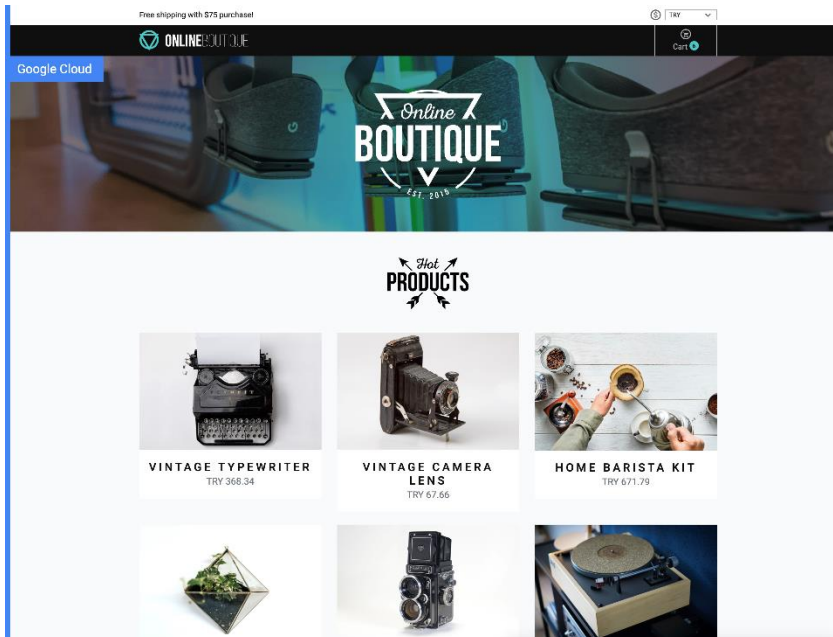 Free shipping with $75 purchase!
TRY
ONLINEBOUTIQUE
Cart
Google Cloud
Online
BOUTIQUE
EST. 2015
Hot
PRODUCTS
VINTAGE TYPEWRITER
TRY 368.34
VINTAGE CAMERA
LENS
TRY 67.66
HOME BARISTA KIT
TRY 671.79